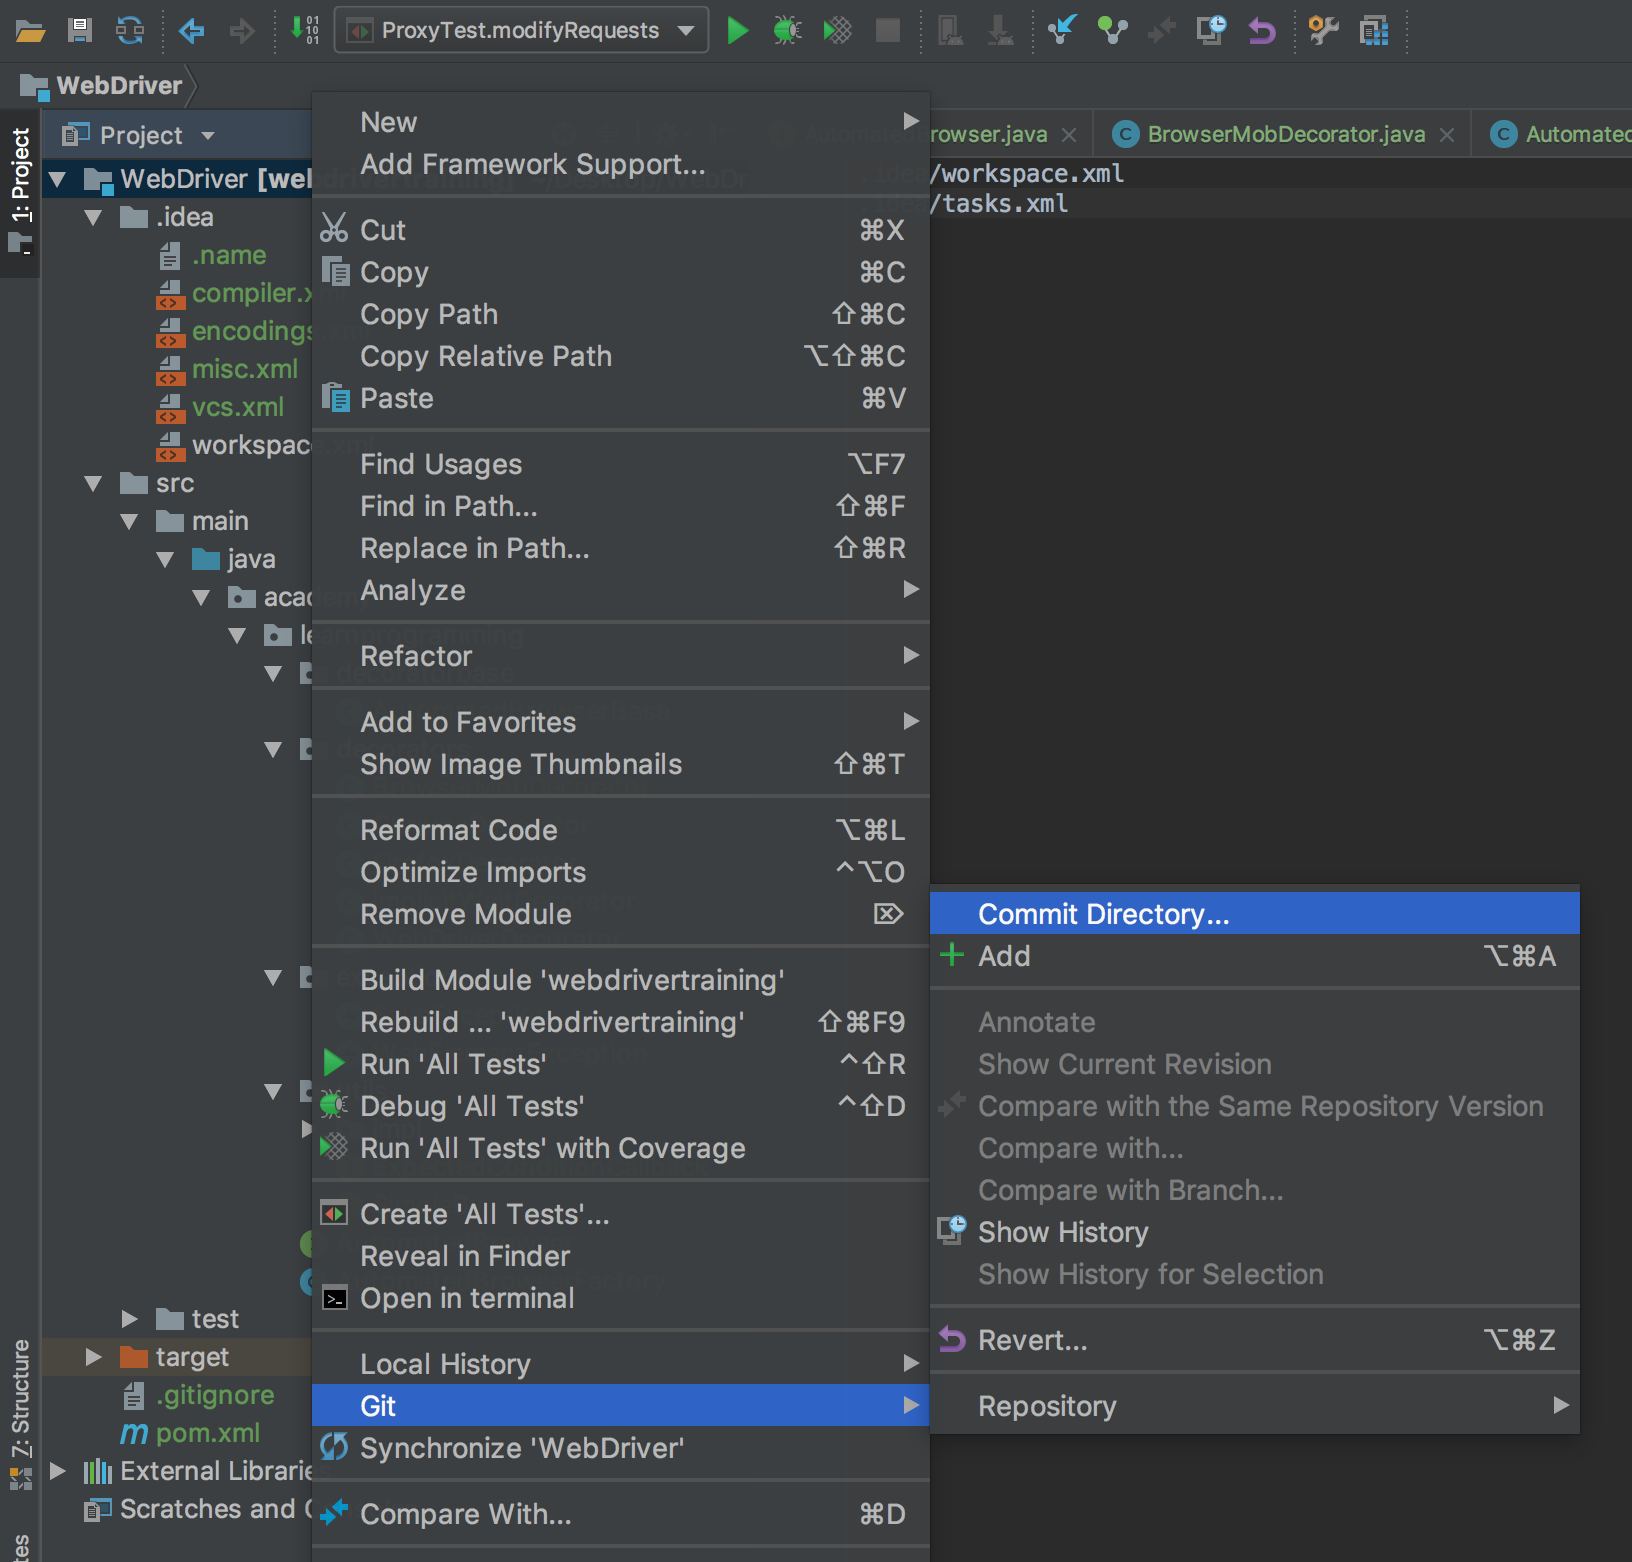 ProxyTest.modifyRequests
WebDriver
Project
1: Project
rowser.java
BrowserMobDecorator.java
Automated
WebDriver [we
/workspace.xml
/tasks.xml
.idea
.name
compiler.x
encodings
misc.xml
vcs.xml
workspace.xml
src
main
java
test
target
.gitignore
pom.xml
External Librarie
Scratches and
7: Structure
New
Add Framework Support...
Cut ⌘X
Copy ⌘C
Copy Path ⇧⌘C
Copy Relative Path ⌥⇧⌘C
Paste ⌘V
Find Usages ⌥F7
Find in Path... ⇧⌘F
Replace in Path... ⇧⌘R
Analyze
Refactor
Add to Favorites
Show Image Thumbnails ⇧⌘T
Reformat Code ⌥⌘L
Optimize Imports ^⌥O
Remove Module ⌦
Build Module 'webdrivertraining'
Rebuild ... 'webdrivertraining' ⇧⌘F9
Run 'All Tests' ^⇧R
Debug 'All Tests' ^⇧D
Run 'All Tests' with Coverage
Create 'All Tests'...
Reveal in Finder
Open in terminal
Local History
Git
Synchronize 'WebDriver'
Compare With... ⌘D
Commit Directory...
Add ⌥⌘A
Annotate
Show Current Revision
Compare with the Same Repository Version
Compare with...
Compare with Branch...
Show History
Show History for Selection
Revert... ⌥⌘Z
Repository